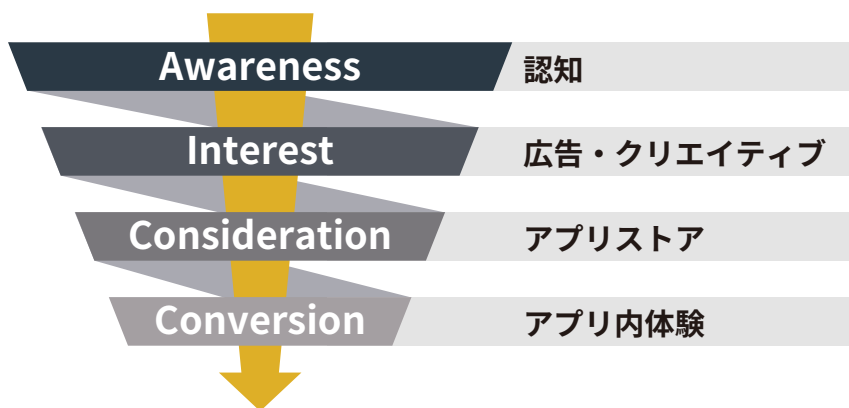 Awareness 認知
Interest 広告・クリエイティブ
Consideration アプリストア
Conversion アプリ内体験